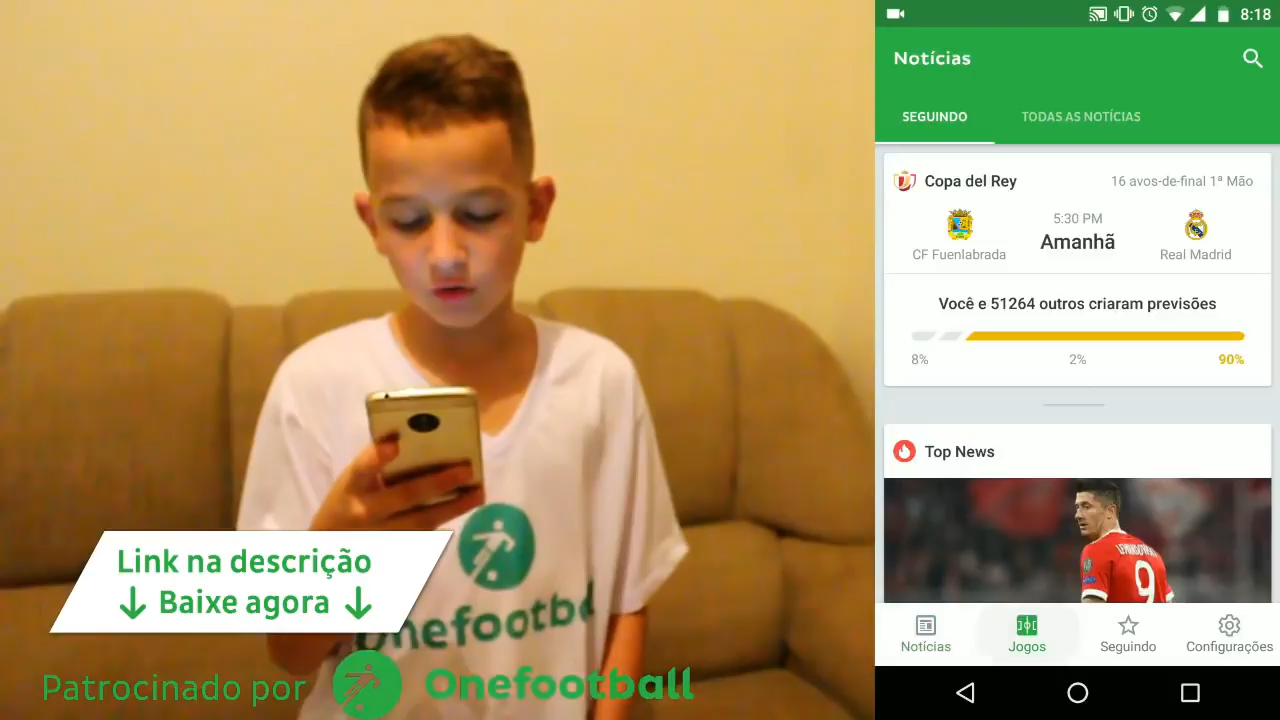 8:18
Notícias
SEGUINDO
TODAS AS NOTÍCIAS
Copa del Rey
16 avos-de-final 1ª Mão
5:30 PM
Amanhã
CF Fuenlabrada
Real Madrid
Você e 51264 outros criaram previsões
8%
2%
90%
Top News
LEWANDOWSKI
9
Notícias
Jogos
Seguindo
Configurações
Onefootba
Link na descrição
↓ Baixe agora ↓
Patrocinado por
Onefootball